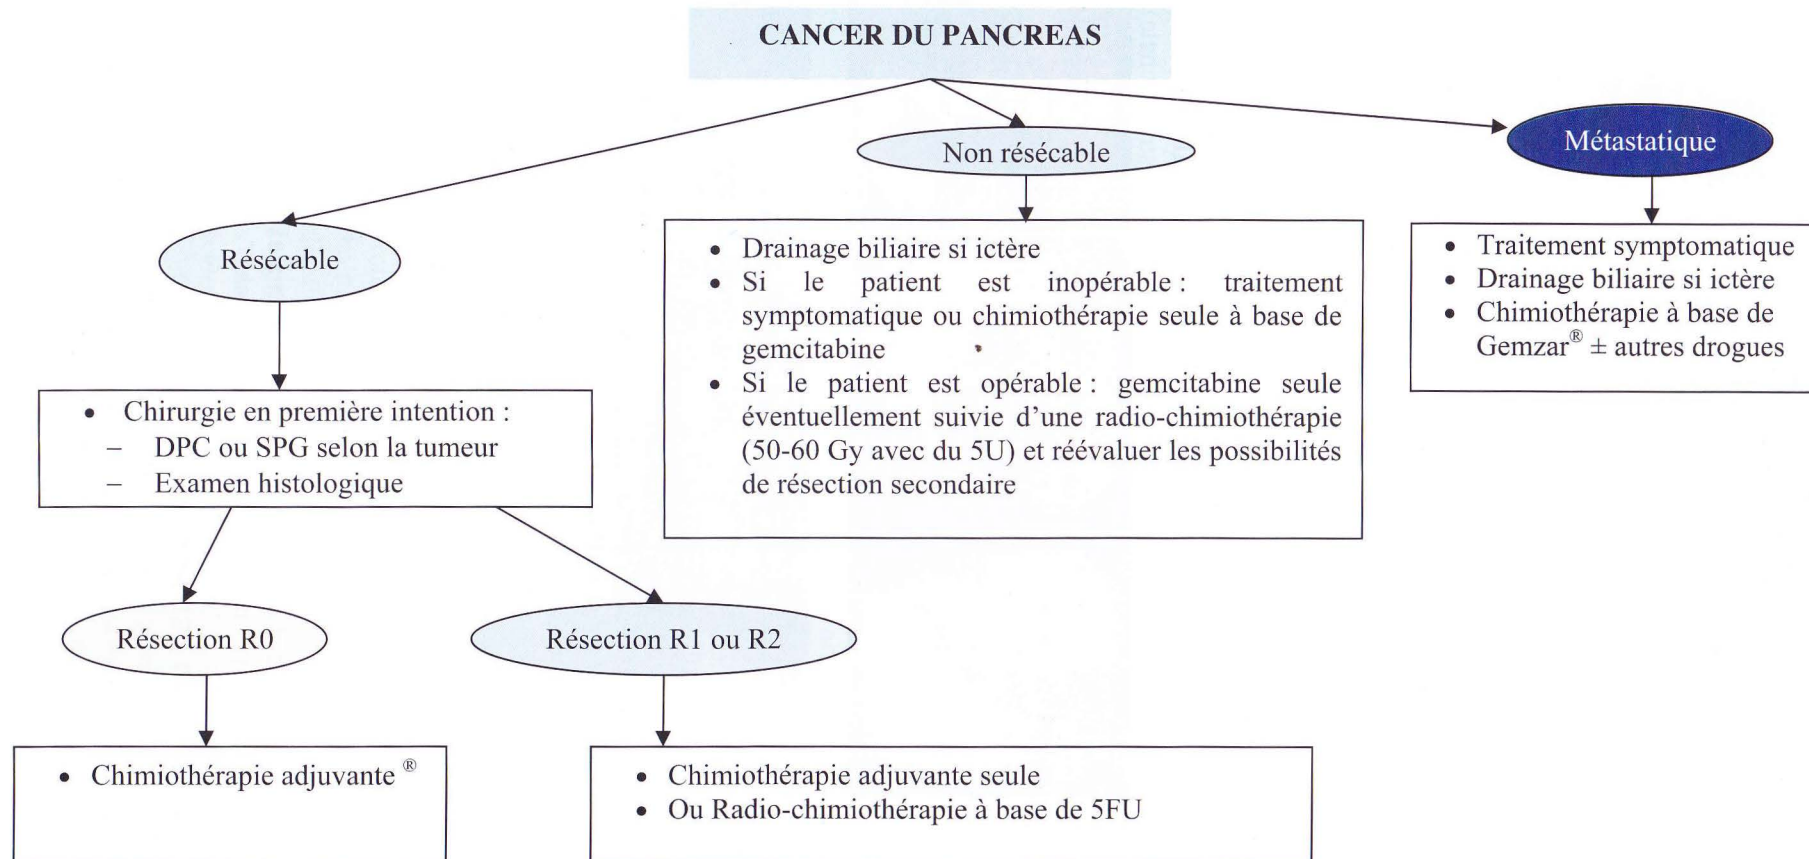 CANCER DU PANCREAS
Non résécable
Métastatique
Résécable
• Drainage biliaire si ictère
• Si le patient est inopérable : traitement
symptomatique ou chimiothérapie seule à base de
gemcitabine
• Si le patient est opérable : gemcitabine seule
éventuellement suivie d'une radio-chimiothérapie
(50-60 Gy avec du 5U) et réévaluer les possibilités
de résection secondaire
• Traitement symptomatique
• Drainage biliaire si ictère
• Chimiothérapie à base de
Gemzar® ± autres drogues
• Chirurgie en première intention :
– DPC ou SPG selon la tumeur
– Examen histologique
Résection R0
Résection R1 ou R2
• Chimiothérapie adjuvante ®
• Chimiothérapie adjuvante seule
• Ou Radio-chimiothérapie à base de 5FU